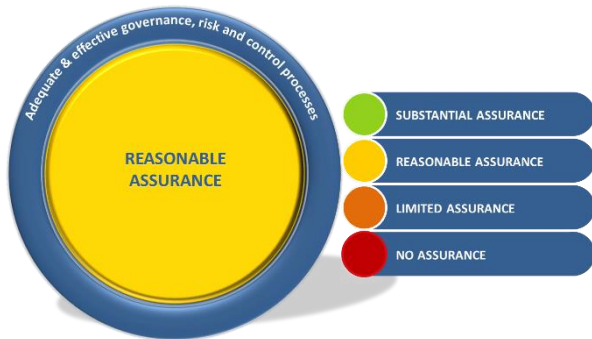 Adequate & effective governance, risk and control processes
REASONABLE
ASSURANCE
SUBSTANTIAL ASSURANCE
REASONABLE ASSURANCE
LIMITED ASSURANCE
NO ASSURANCE